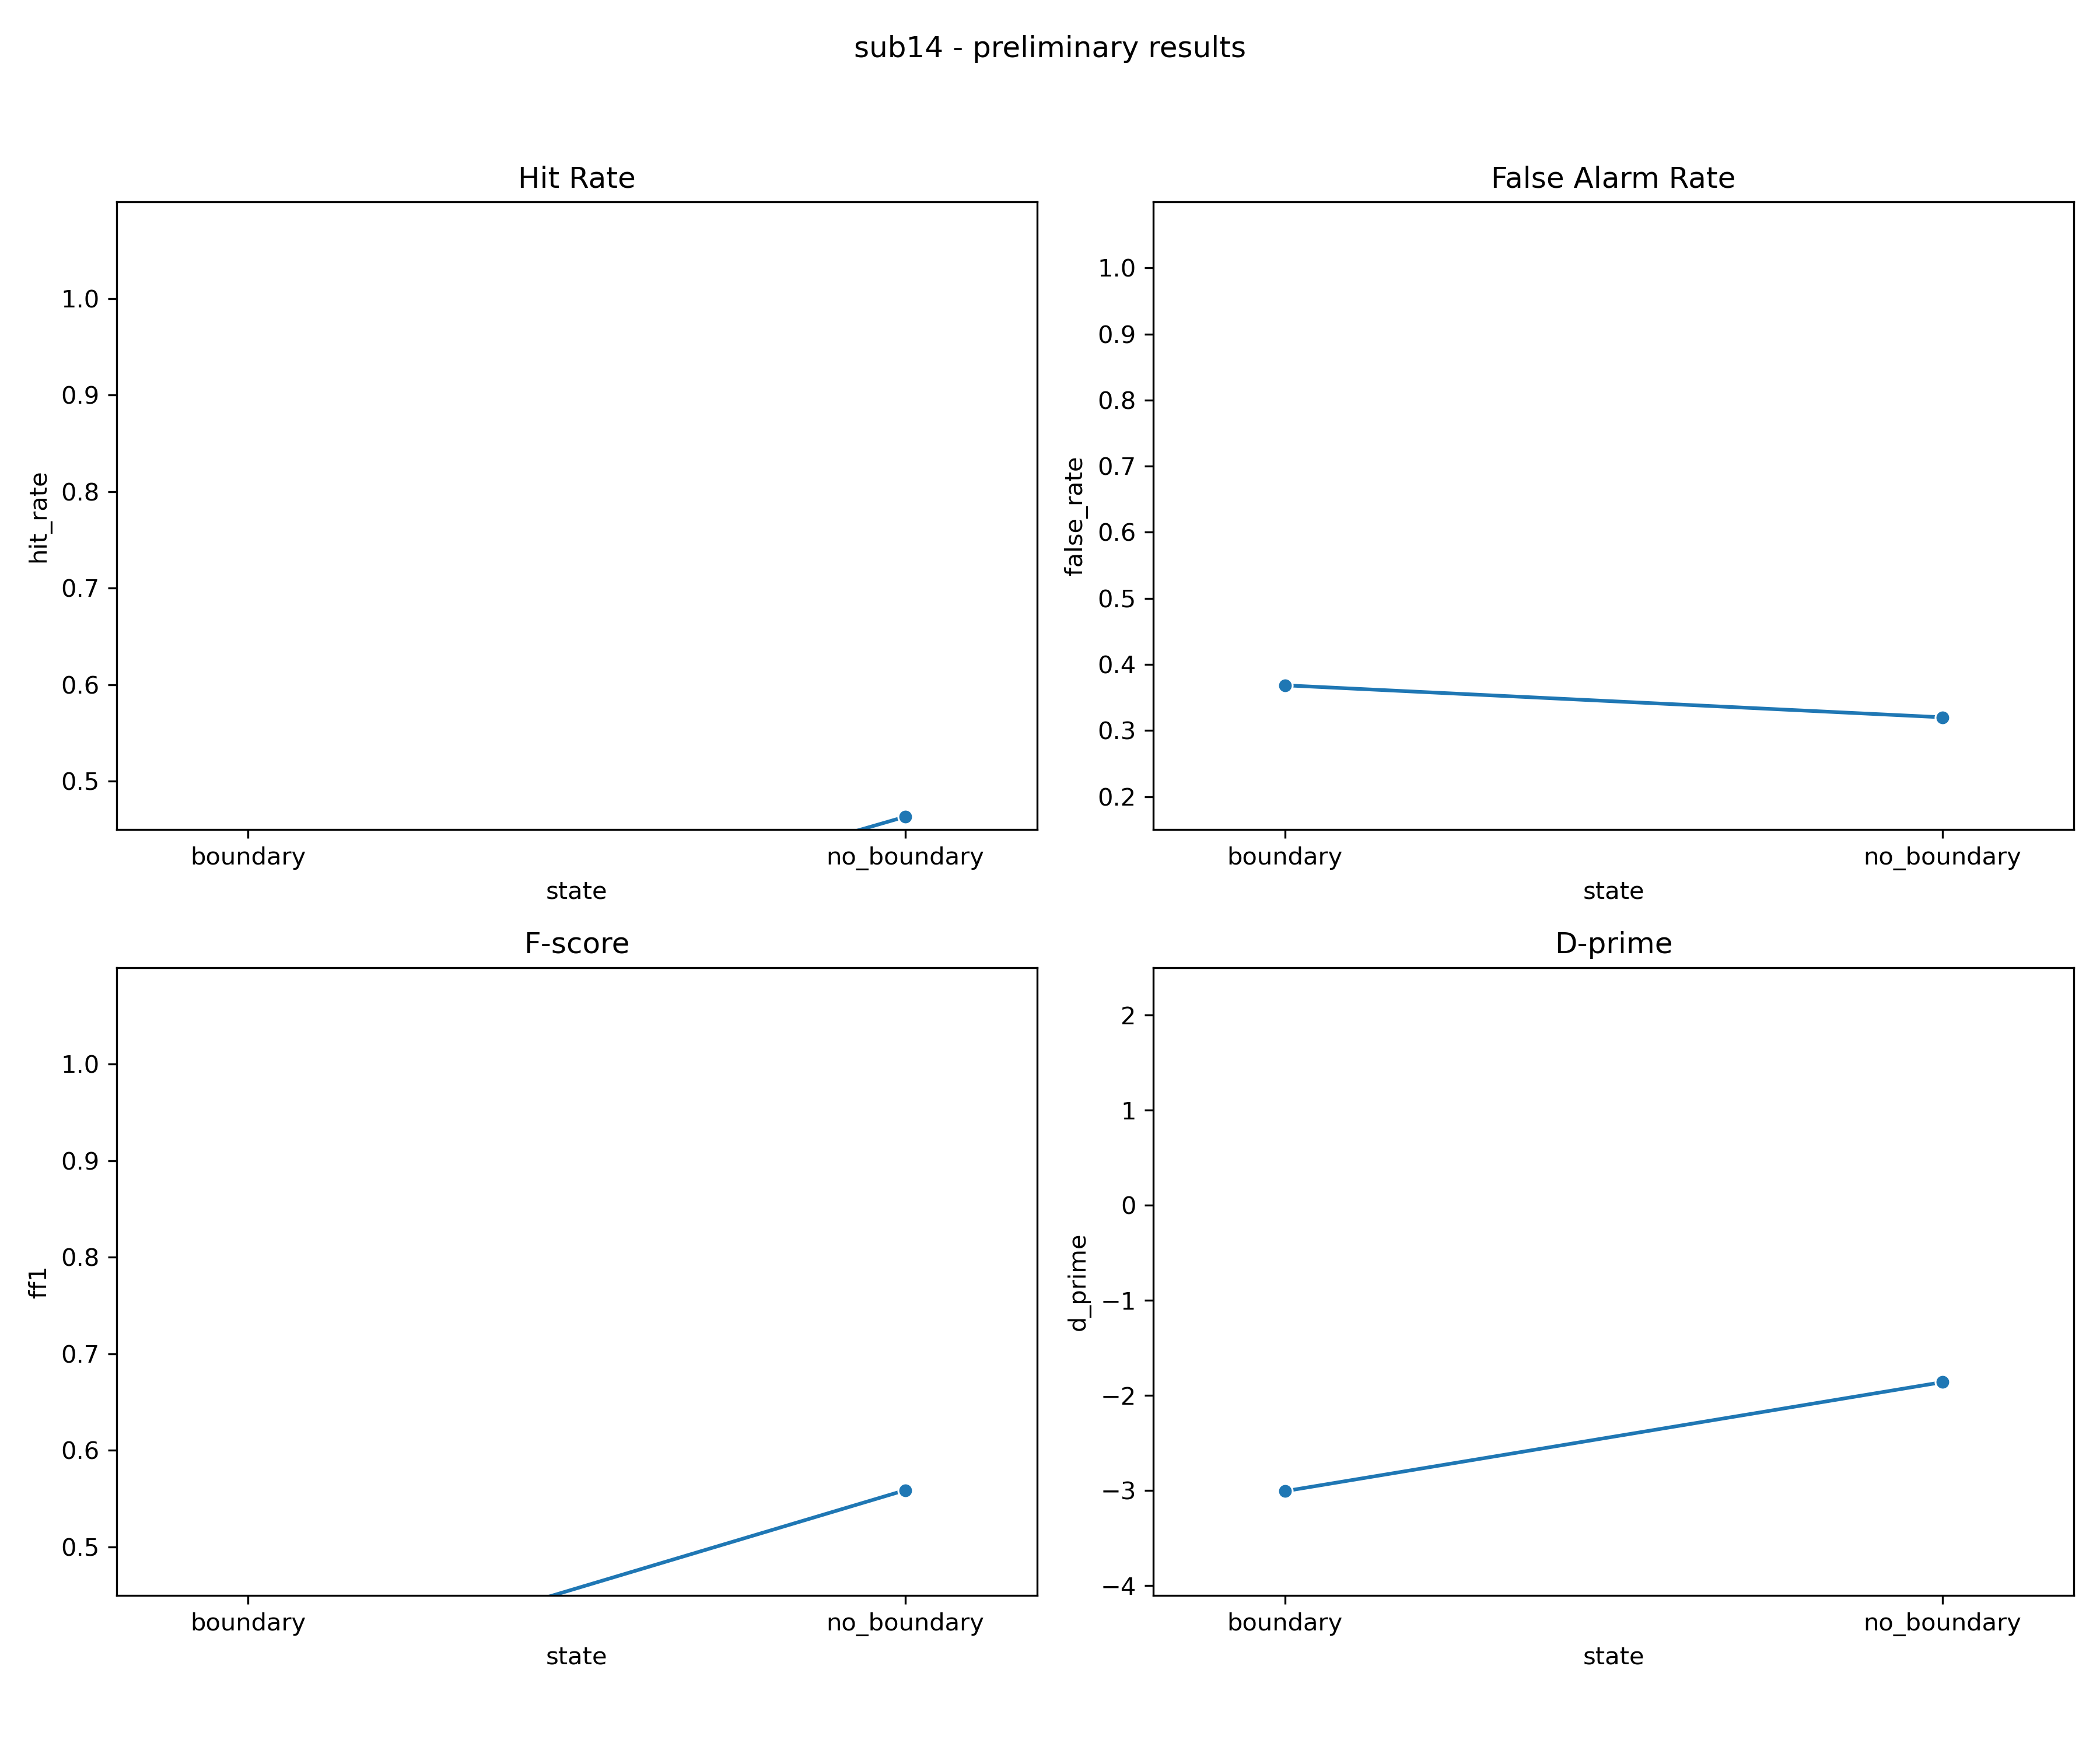 sub14 - preliminary results
Hit Rate
hit_rate
1.0
0.9
0.8
0.7
0.6
0.5
boundary
no_boundary
state
False Alarm Rate
false_rate
1.0
0.9
0.8
0.7
0.6
0.5
0.4
0.3
0.2
boundary
no_boundary
state
F-score
ff1
1.0
0.9
0.8
0.7
0.6
0.5
boundary
no_boundary
state
D-prime
d_prime
2
1
0
−1
−2
−3
−4
boundary
no_boundary
state